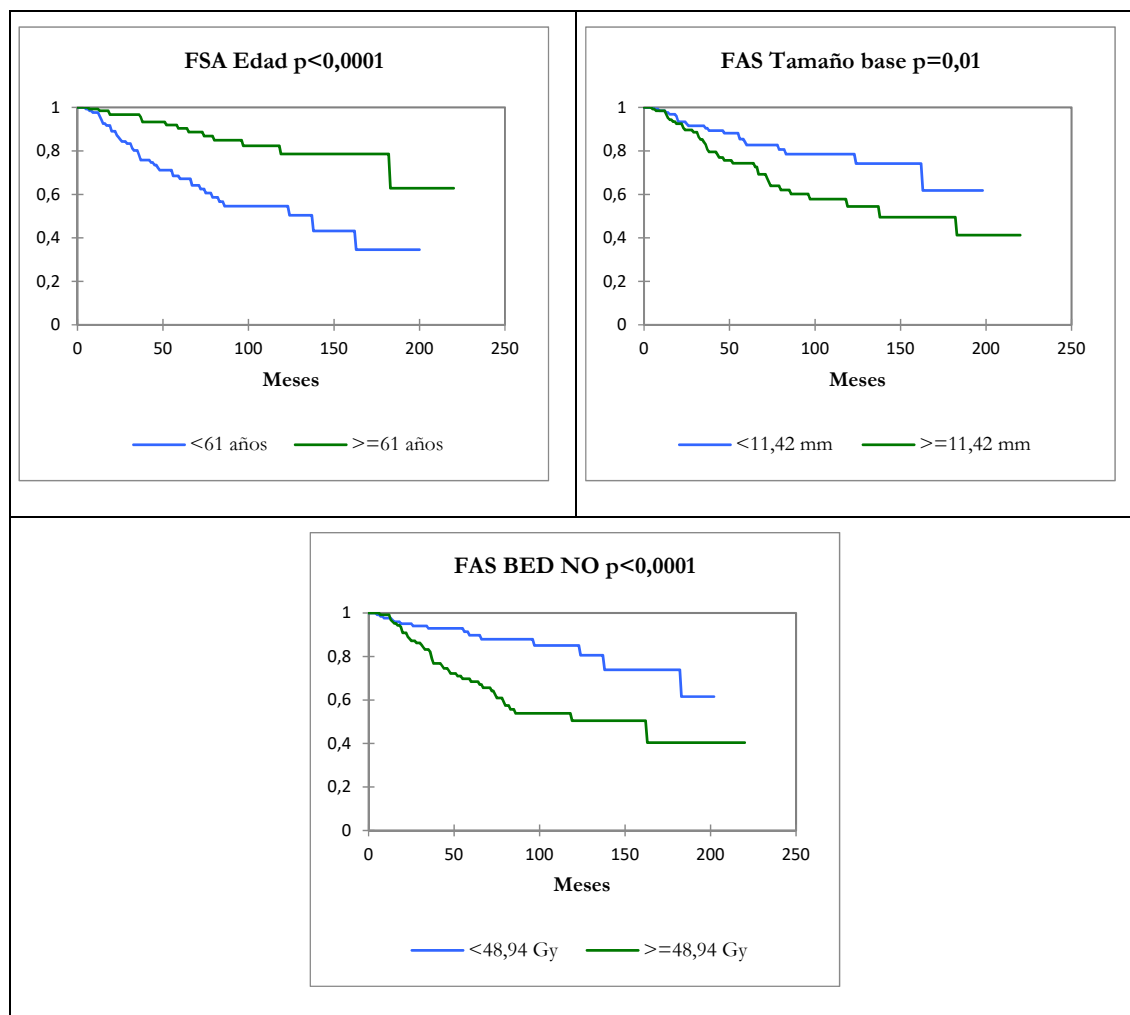 FSA Edad p<0,0001
1
0,8
0,6
0,4
0,2
0
0 50 100 150 200 250
Meses
<61 años >=61 años
FAS Tamaño base p=0,01
1
0,8
0,6
0,4
0,2
0
0 50 100 150 200 250
Meses
<11,42 mm >=11,42 mm
FAS BED NO p<0,0001
1
0,8
0,6
0,4
0,2
0
0 50 100 150 200 250
Meses
<48,94 Gy >=48,94 Gy